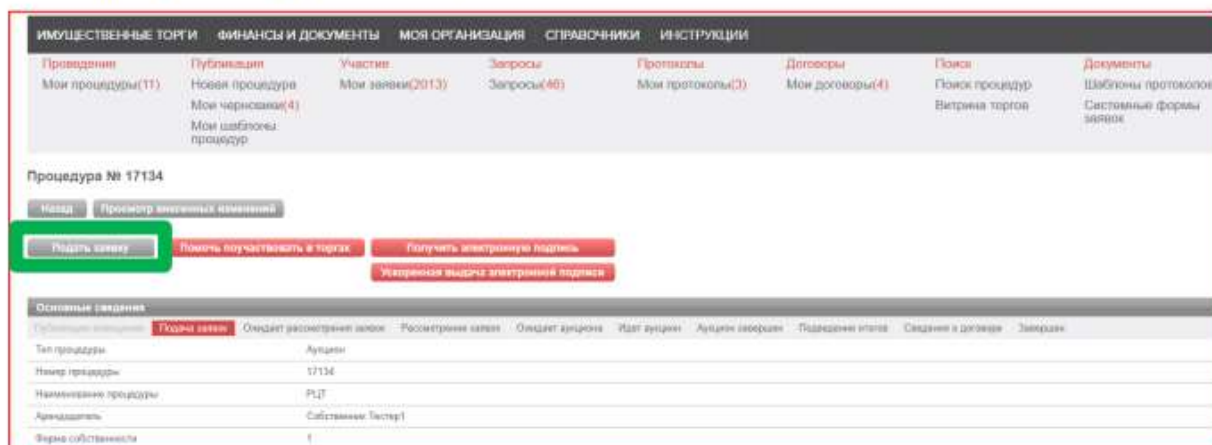 ИМУЩЕСТВЕННЫЕ ТОРГИ ФИНАНСЫ И ДОКУМЕНТЫ МОЯ ОРГАНИЗАЦИЯ СПРАВОЧНИКИ ИНСТРУКЦИИ
Проведение Публикация Участие Запросы Протоколы Договоры Поиск Документы
Мои процедуры(11) Новая процедура Мои заявки(2013) Запросы(46) Мои протоколы(3) Мои договоры(4) Поиск процедур Шаблоны протоколов
Мои черновики(4) Витрина торгов Системные формы
Мои шаблоны заявок
процедур
Процедура № 17134
Назад Просмотр внесенных изменений
Подать заявку Помочь поучаствовать в торгах Получить электронную подпись
Ускоренная выдача электронной подписи
Основные сведения
Публикация извещения Подача заявок Ожидает рассмотрения заявок Рассмотрение заявок Ожидает аукциона Идет аукцион Аукцион завершен Подведение итогов Сведения о договоре Завершен
Тип процедуры Аукцион
Номер процедуры 17134
Наименование процедуры РЦТ
Арендодатель Собственник Тестер1
Форма собственности 1